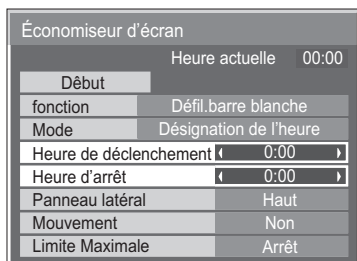 Économiseur d'écran
Heure actuelle 00:00
Début
fonction Défil.barre blanche
Mode Désignation de l'heure
Heure de déclenchement 0:00
Heure d'arrêt 0:00
Panneau latéral Haut
Mouvement Non
Limite Maximale Arrêt